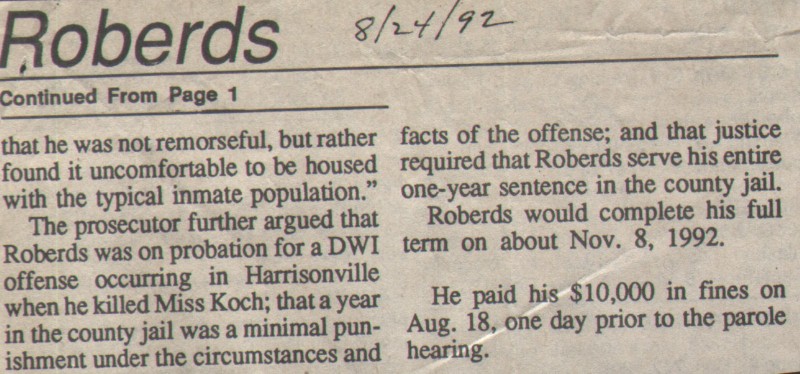 Roberds
8/24/92
Continued From Page 1
that he was not remorseful, but rather
found it uncomfortable to be housed
with the typical inmate population.”
The prosecutor further argued that
Roberds was on probation for a DWI
offense occurring in Harrisonville
when he killed Miss Koch; that a year
in the county jail was a minimal pun-
ishment under the circumstances and
facts of the offense; and that justice
required that Roberds serve his entire
one-year sentence in the county jail.
Roberds would complete his full
term on about Nov. 8, 1992.
He paid his $10,000 in fines on
Aug. 18, one day prior to the parole
hearing.